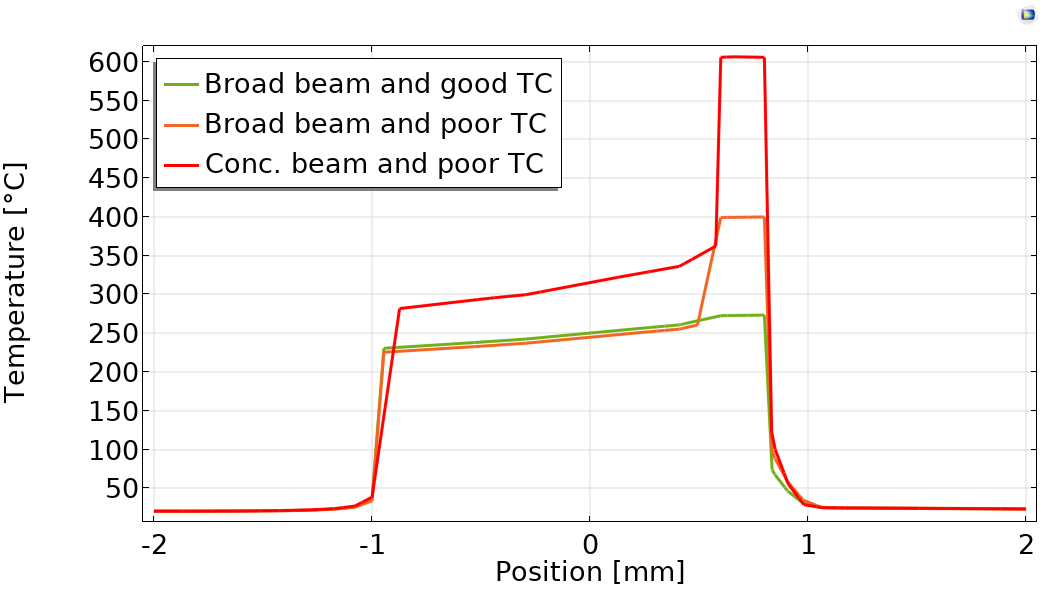 600
550
500
450
400
350
300
250
200
150
100
50
Temperature [°C]
Broad beam and good TC
Broad beam and poor TC
Conc. beam and poor TC
-2 -1 0 1 2
Position [mm]